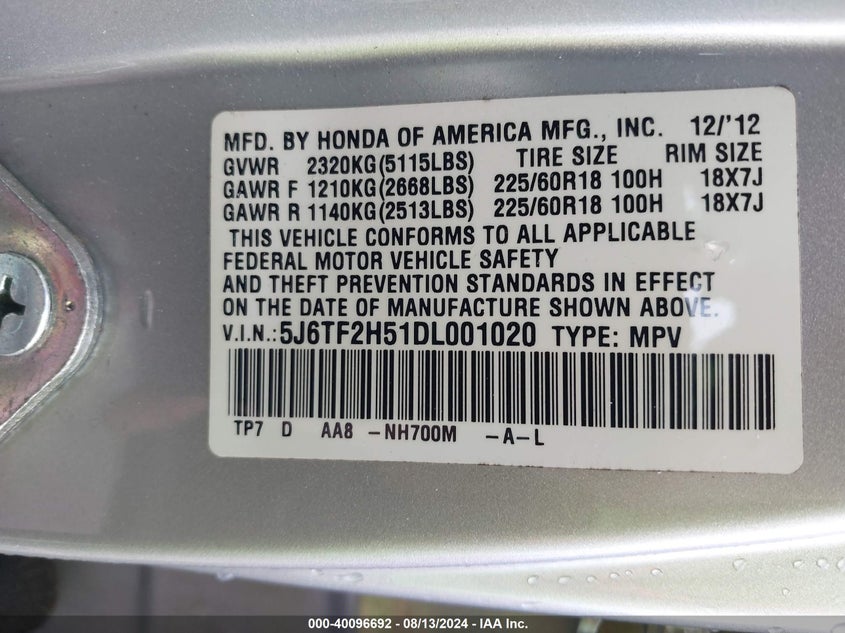 MFD. BY HONDA OF AMERICA MFG., INC. 12/'12
GVWR 2320KG(5115LBS) TIRE SIZE RIM SIZE
GAWR F 1210KG(2668LBS) 225/60R18 100H 18X7J
GAWR R 1140KG(2513LBS) 225/60R18 100H 18X7J
THIS VEHICLE CONFORMS TO ALL APPLICABLE
FEDERAL MOTOR VEHICLE SAFETY
AND THEFT PREVENTION STANDARDS IN EFFECT
ON THE DATE OF MANUFACTURE SHOWN ABOVE.
V.I.N.: 5J6TF2H51DL001020 TYPE: MPV
TP7 D AA8 -NH700M -A-L
000-40096692 - 08/13/2024 - IAA Inc.